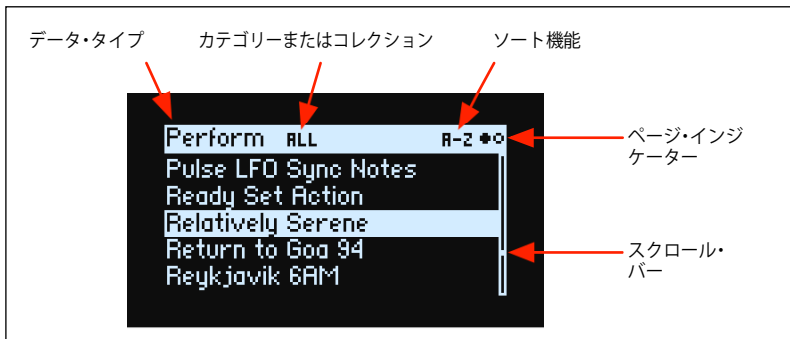 データ・タイプ
カテゴリーまたはコレクション
ソート機能
Perform ALL A-Z
ページ・インジ
ケーター
Pulse LFO Sync Notes
Ready Set Action
Relatively Serene
Return to Goa 94
Reykjavik 6AM
スクロール・
バー